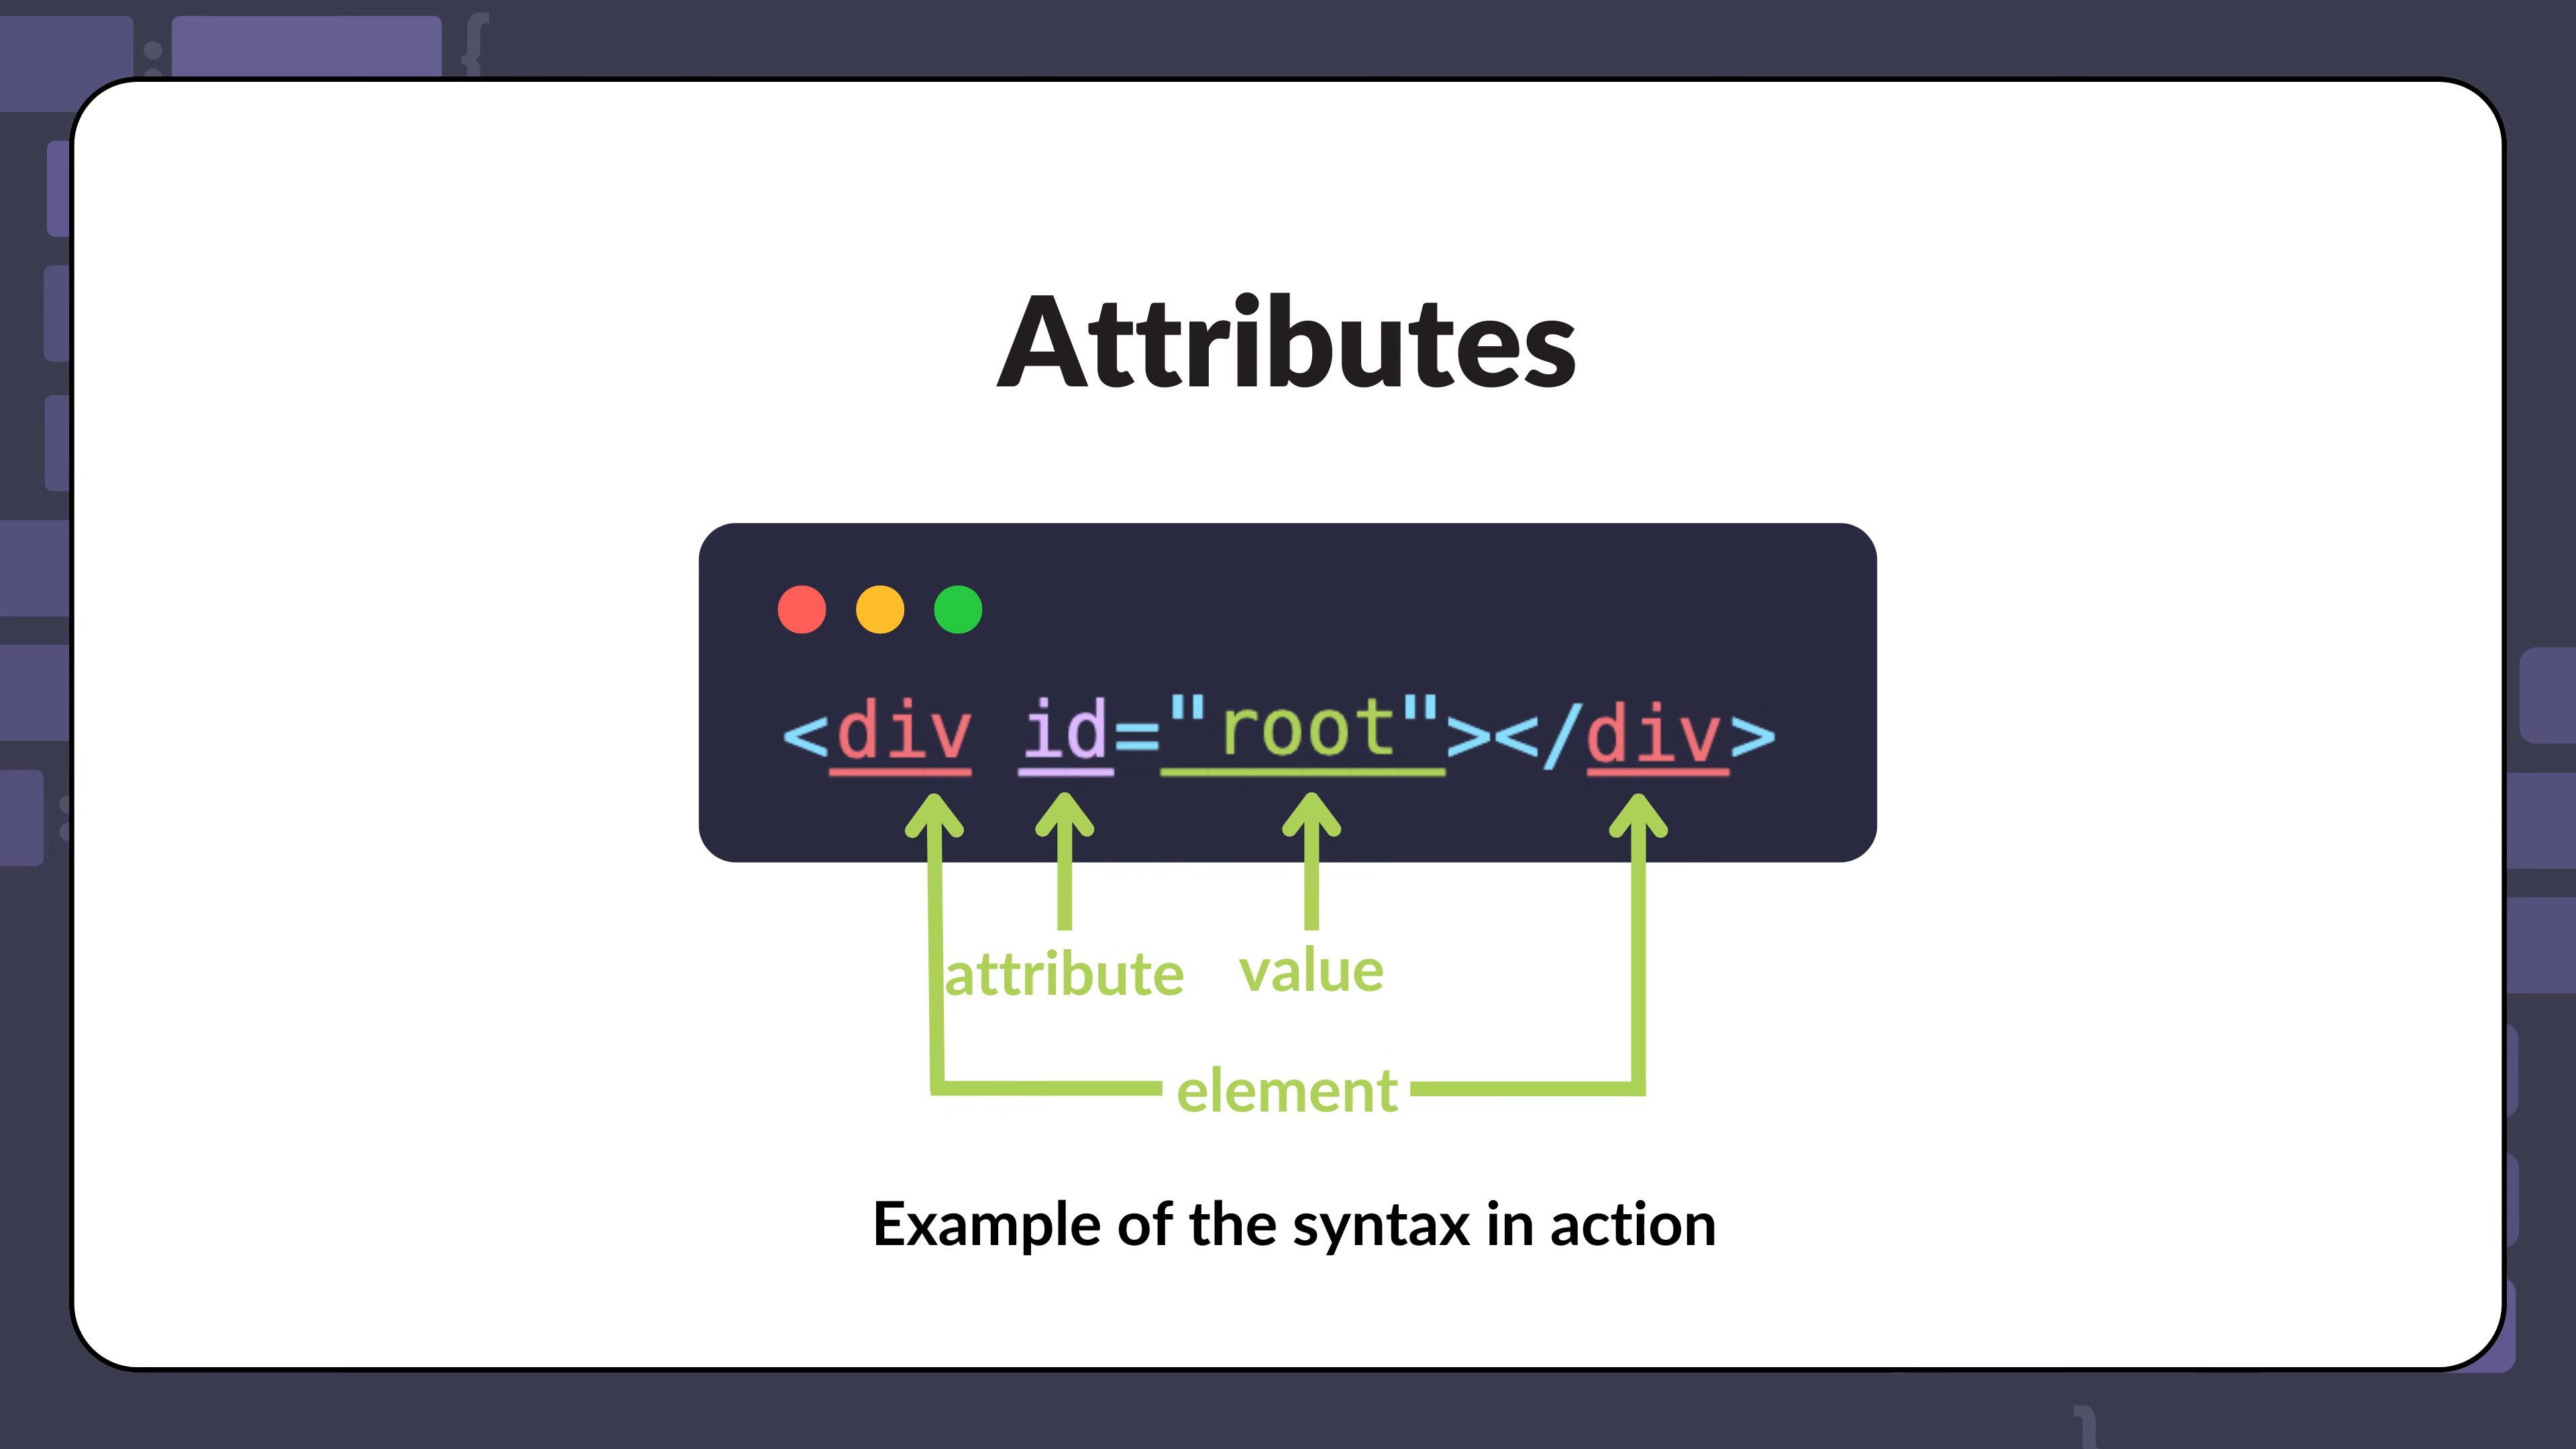 {
Attributes
<div id="root"></div>
attribute value
element
Example of the syntax in action
}